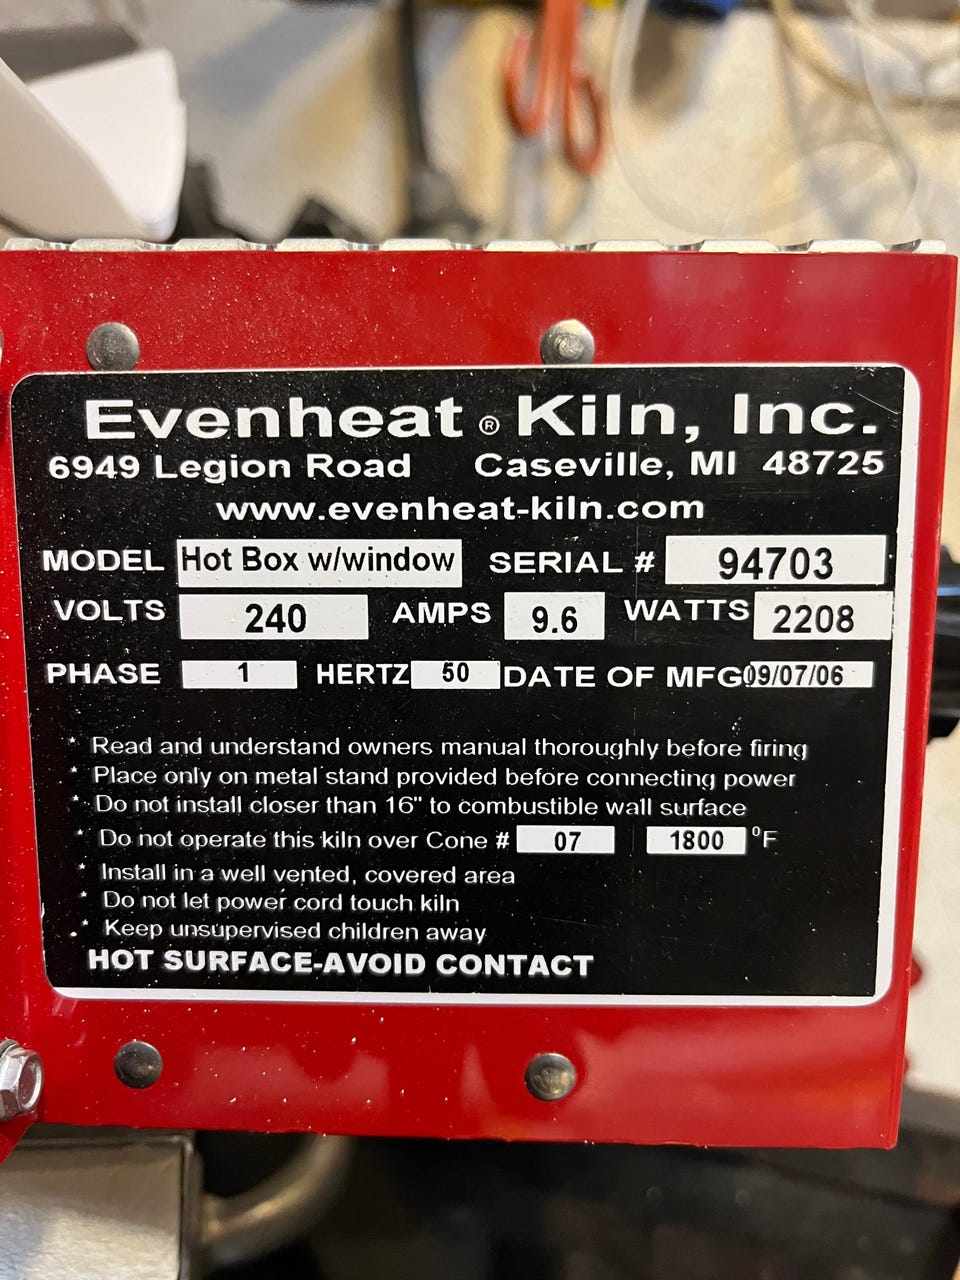 Evenheat ® Kiln, Inc.
6949 Legion Road Caseville, MI 48725
www.evenheat-kiln.com
MODEL Hot Box w/window SERIAL # 94703
VOLTS 240 AMPS 9.6 WATTS 2208
PHASE 1 HERTZ 50 DATE OF MFG 09/07/06
* Read and understand owners manual thoroughly before firing
* Place only on metal stand provided before connecting power
* Do not install closer than 16" to combustible wall surface
* Do not operate this kiln over Cone # 07 1800 °F
* Install in a well vented, covered area
* Do not let power cord touch kiln
* Keep unsupervised children away
HOT SURFACE-AVOID CONTACT